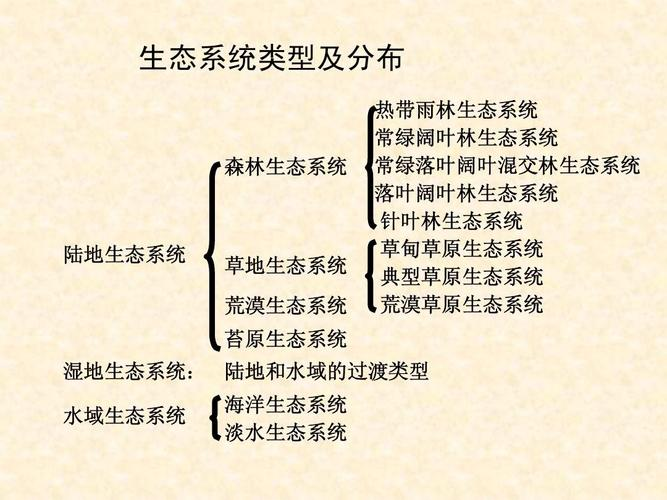 生态系统类型及分布
热带雨林生态系统
常绿阔叶林生态系统
森林生态系统
常绿落叶阔叶混交林生态系统
落叶阔叶林生态系统
针叶林生态系统
陆地生态系统
草甸草原生态系统
草地生态系统
典型草原生态系统
荒漠生态系统
荒漠草原生态系统
苔原生态系统
湿地生态系统： 陆地和水域的过渡类型
水域生态系统
海洋生态系统
淡水生态系统